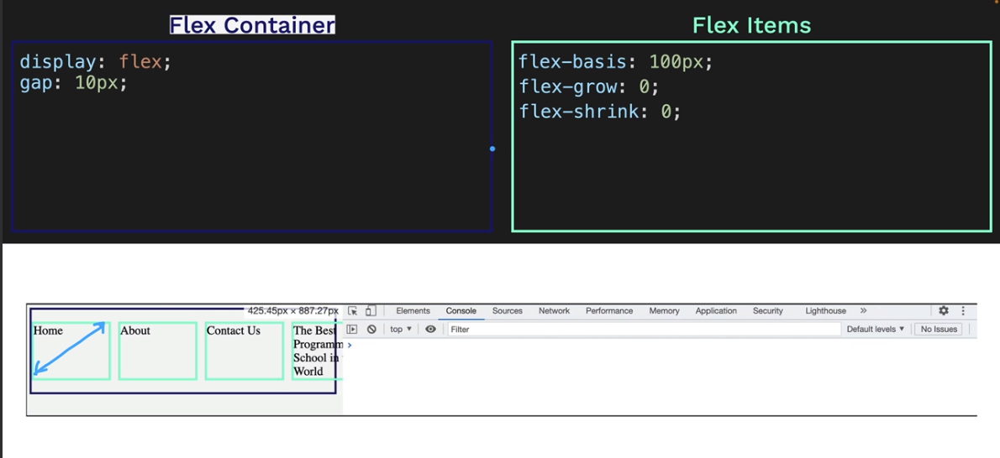 Flex Container
Flex Items
display: flex;
gap: 10px;
flex-basis: 100px;
flex-grow: 0;
flex-shrink: 0;
425.45px × 887.27px
Elements Console Sources Network Performance Memory Application Security Lighthouse »
top ▼ Filter Default levels ▼ No Issues
Home
About
Contact Us
The Best
Programm
School in
World
›